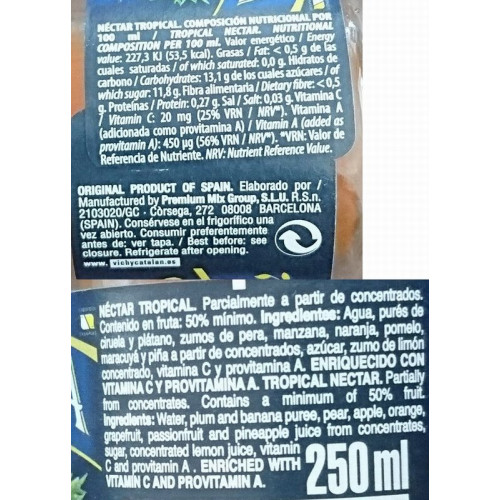 NÉCTAR TROPICAL. COMPOSICIÓN NUTRICIONAL POR
100 ml / TROPICAL NECTAR. NUTRITIONAL
COMPOSITION PER 100 ml. Valor energético / Energy
value: 227,3 KJ (53,5 kcal). Grasas / Fat: < 0,5 g de las
cuales saturadas / of which saturated: 0,0 g. Hidratos de
carbono / Carbohydrates: 13,1 g de los cuales azúcares / of
which sugar: 11,8 g. Fibra alimentaria / Dietary fibre: < 0,5
g. Proteínas / Protein: 0,27 g. Sal / Salt: 0,03 g. Vitamina C
/ Vitamin C: 20 mg (25% VRN / NRV*). Vitamina A
(adicionada como provitamina A) / Vitamin A (added as
provitamin A): 450 µg (56% VRN / NRV*). *VRN: Valor de
Referencia de Nutriente. NRV: Nutrient Reference Value.
ORIGINAL PRODUCT OF SPAIN. Elaborado por /
Manufactured by Premium Mix Group, S.L.U. R.S.n.
2103020/GC - Còrsega, 272 08008 BARCELONA
(SPAIN). Consérvese en el frigorífico una
vez abierto. Consumir preferentemente
antes de: ver tapa. / Best before: see
closure. Refrigerate after opening.
www.vichycatalan.es
NÉCTAR TROPICAL. Parcialmente a partir de concentrados.
Contenido en fruta: 50% mínimo. Ingredientes: Agua, purés de
ciruela y plátano, zumos de pera, manzana, naranja, pomelo,
maracuyá y piña a partir de concentrados, azúcar, zumo de limón
concentrado, vitamina C y provitamina A. ENRIQUECIDO CON
VITAMINA C Y PROVITAMINA A. TROPICAL NECTAR. Partially
from concentrates. Contains a minimum of 50% fruit.
Ingredients: Water, plum and banana puree, pear, apple, orange,
grapefruit, passionfruit and pineapple juice from concentrates,
sugar, concentrated lemon juice, vitamin
C and provitamin A . ENRICHED WITH
VITAMIN C AND PROVITAMIN A.
250 ml